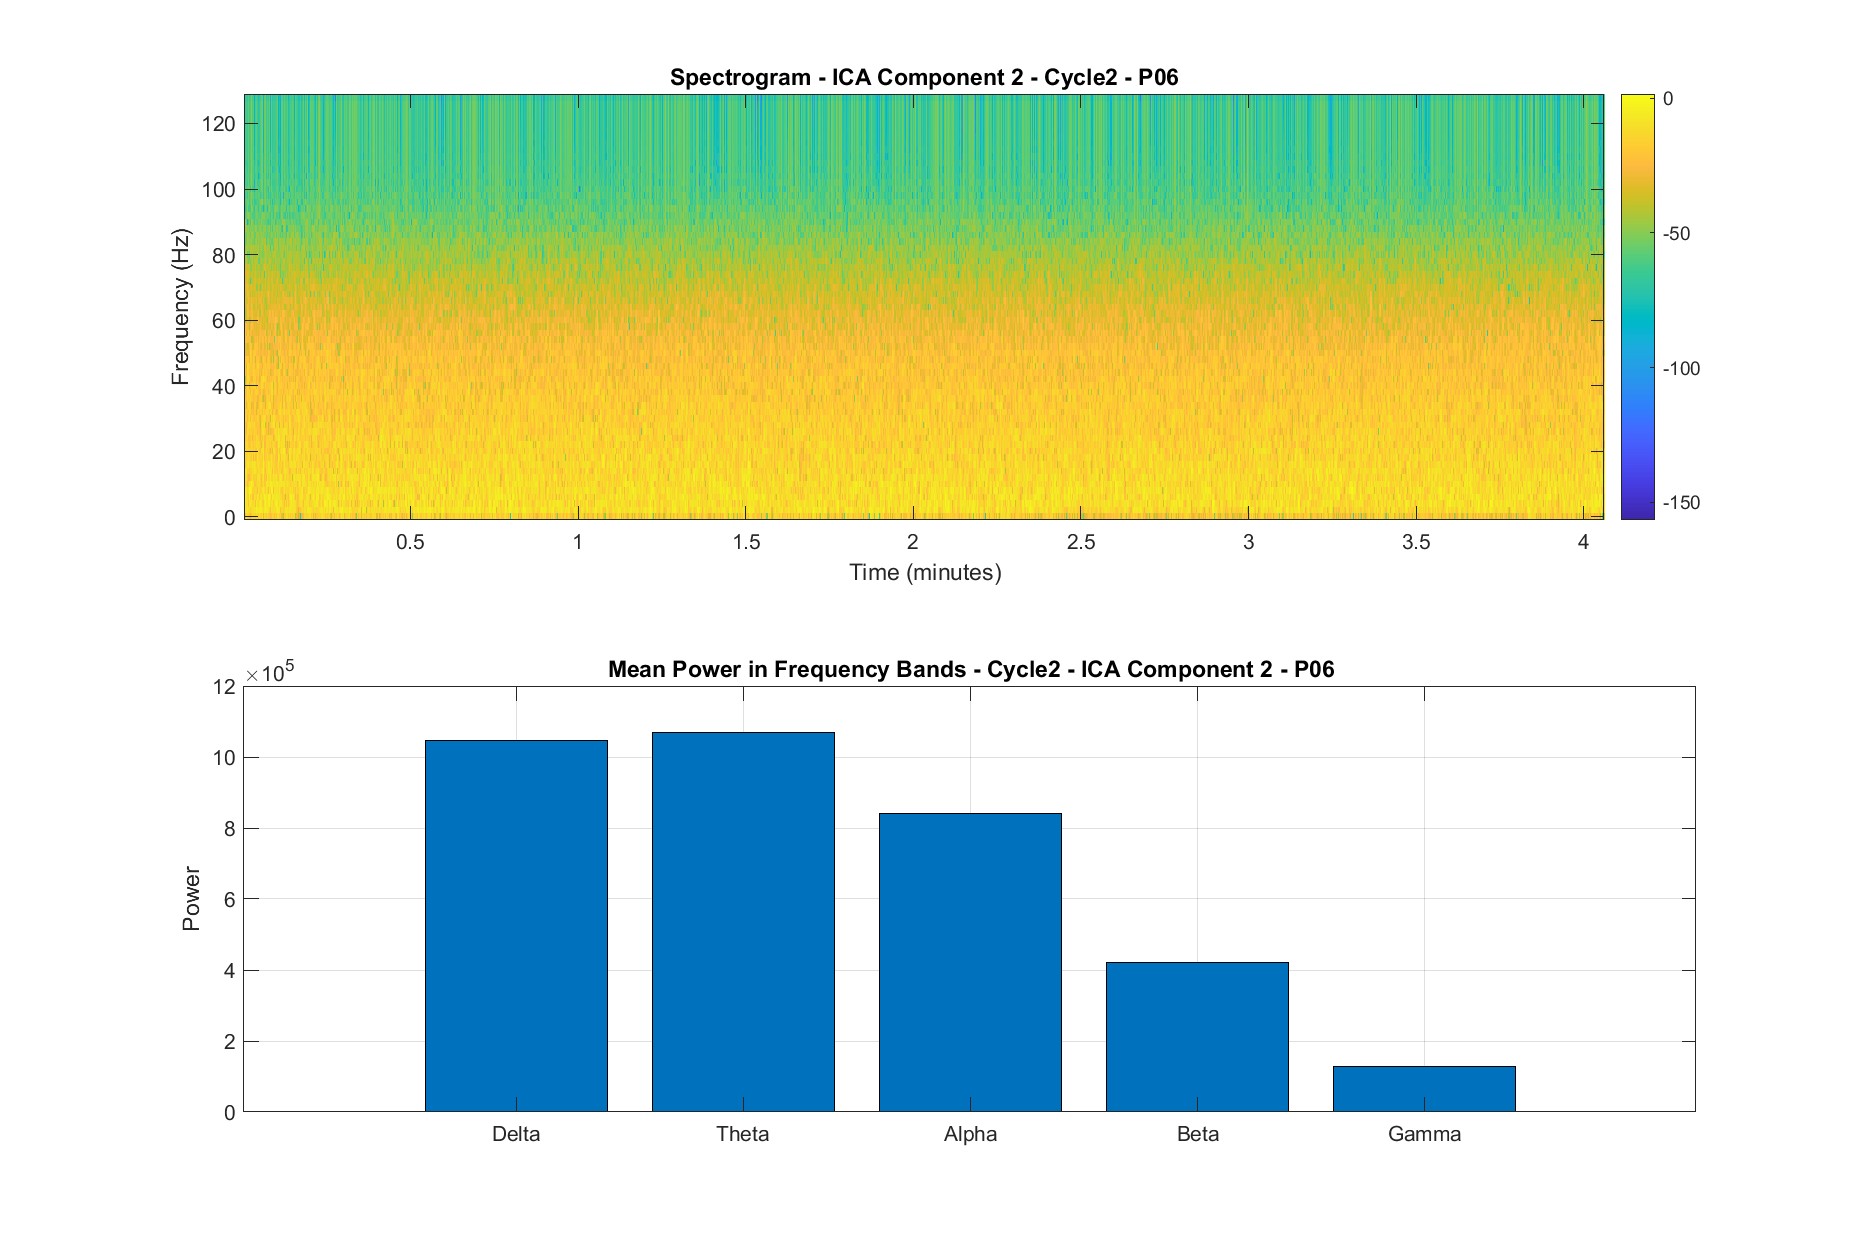 Spectrogram - ICA Component 2 - Cycle2 - P06
120
100
80
60
40
20
0
Frequency (Hz)
0.5 1 1.5 2 2.5 3 3.5 4
Time (minutes)
0
-50
-100
-150
Mean Power in Frequency Bands - Cycle2 - ICA Component 2 - P06
×10^5
12
10
8
6
4
2
0
Power
Delta Theta Alpha Beta Gamma